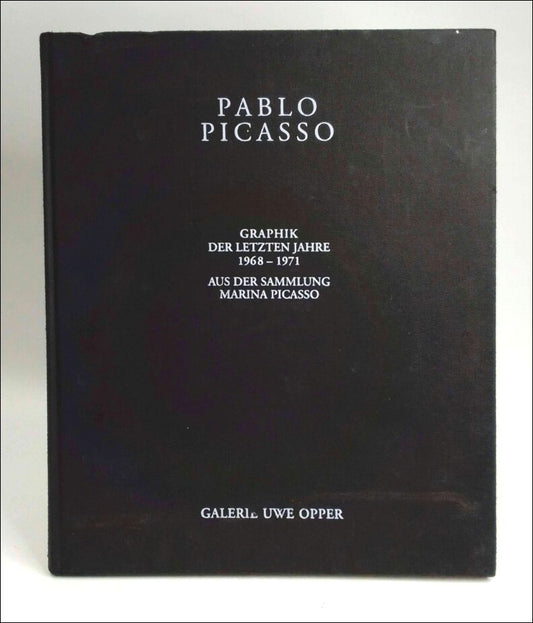 PABLO
PICASSO
GRAPHIK
DER LETZTEN JAHRE
1968 – 1971
AUS DER SAMMLUNG
MARINA PICASSO
GALERIE UWE OPPER